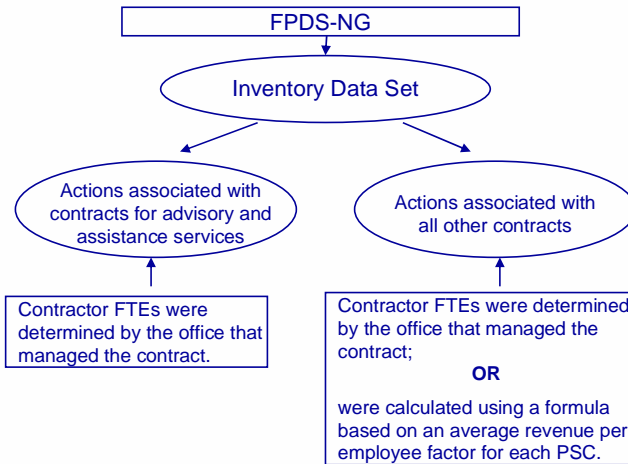 FPDS-NG
Inventory Data Set
Actions associated with
contracts for advisory and
assistance services
Actions associated with
all other contracts
Contractor FTEs were
determined by the office that
managed the contract.
Contractor FTEs were determined
by the office that managed the
contract;
OR
were calculated using a formula
based on an average revenue per
employee factor for each PSC.